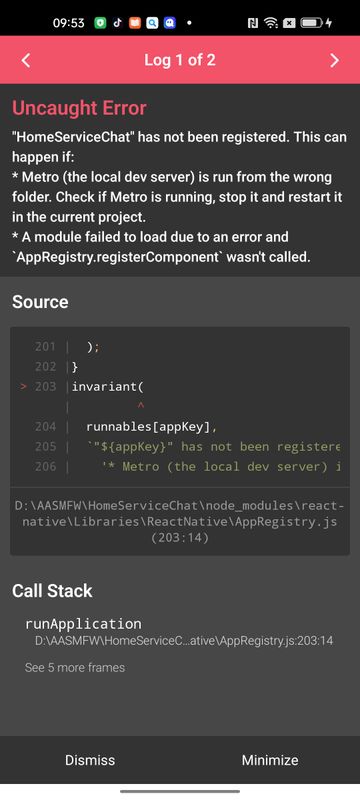 09:53
Log 1 of 2
Uncaught Error
"HomeServiceChat" has not been registered. This can
happen if:
* Metro (the local dev server) is run from the wrong
folder. Check if Metro is running, stop it and restart it
in the current project.
* A module failed to load due to an error and
`AppRegistry.registerComponent` wasn't called.
Source
201 | );
202 | }
> 203 | invariant(
| ^
204 | runnables[appKey],
205 | `"${appKey}" has not been registere
206 | '* Metro (the local dev server) i
D:\AASMFW\HomeServiceChat\node_modules\react-
native\Libraries\ReactNative\AppRegistry.js
(203:14)
Call Stack
runApplication
D:\AASMFW\HomeServiceC...ative\AppRegistry.js:203:14
See 5 more frames
Dismiss
Minimize